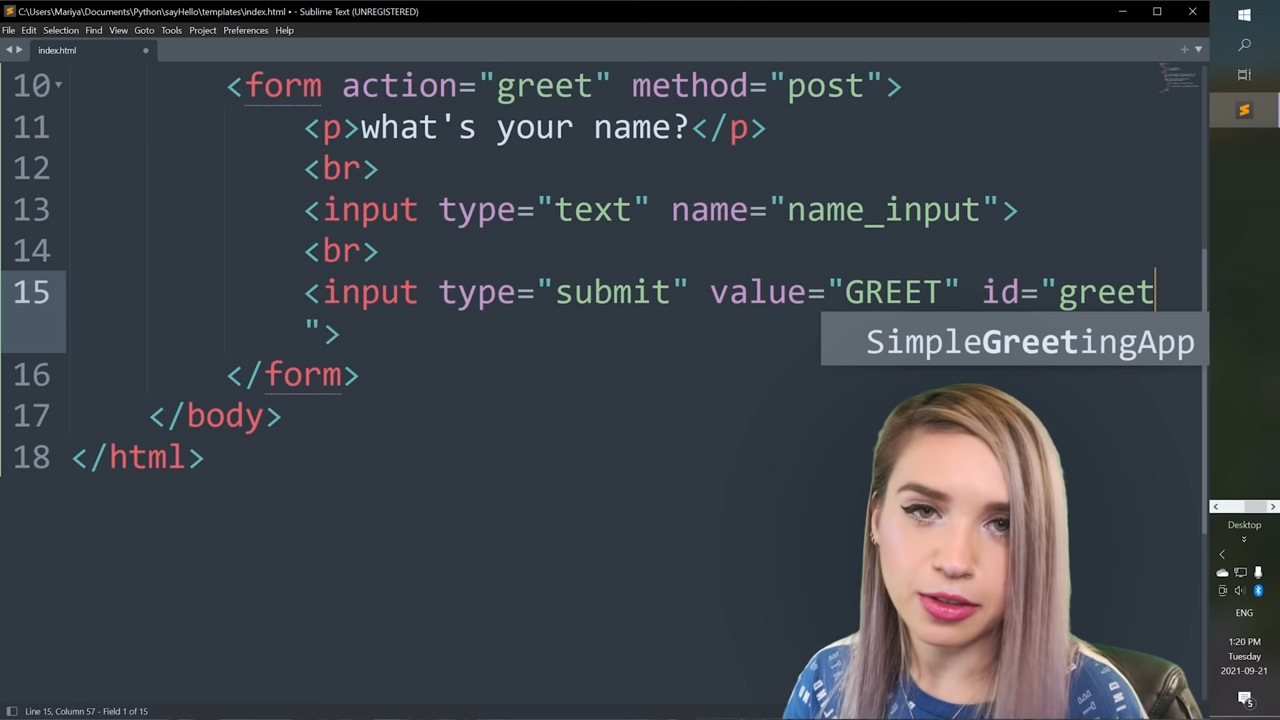 C:\Users\Mariya\Documents\Python\sayHello\templates\index.html • - Sublime Text (UNREGISTERED)
File Edit Selection Find View Goto Tools Project Preferences Help
index.html
10 <form action="greet" method="post">
11 <p>what's your name?</p>
12 <br>
13 <input type="text" name="name_input">
14 <br>
15 <input type="submit" value="GREET" id="greet
">
SimpleGreetingApp
16 </form>
17 </body>
18 </html>
Desktop
ENG
1:20 PM
Tuesday
2021-09-21
5
Line 15, Column 57 - Field 1 of 15